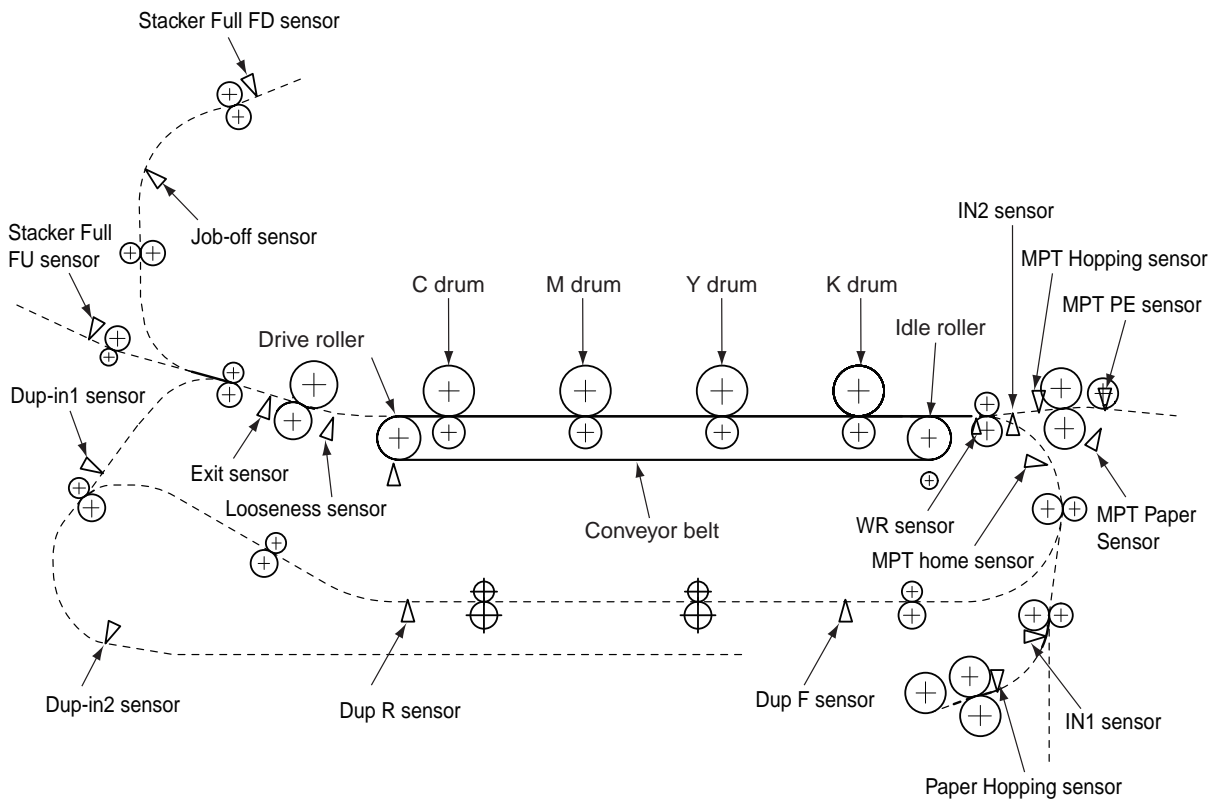 Stacker Full FD sensor
Job-off sensor
Stacker Full
FU sensor
IN2 sensor
MPT Hopping sensor
MPT PE sensor
C drum
M drum
Y drum
K drum
Idle roller
Drive roller
Dup-in1 sensor
Exit sensor
Looseness sensor
Conveyor belt
WR sensor
MPT Paper
Sensor
MPT home sensor
Dup-in2 sensor
Dup R sensor
Dup F sensor
IN1 sensor
Paper Hopping sensor